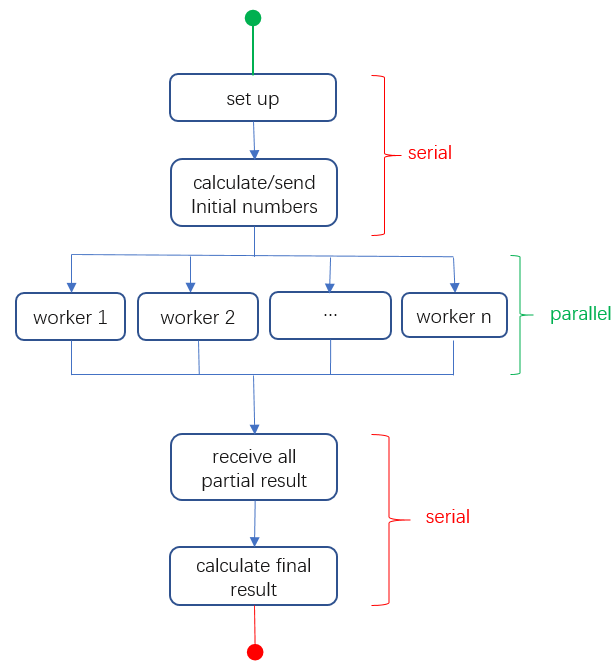 set up
serial
calculate/send
Initial numbers
worker 1
worker 2
...
worker n
parallel
receive all
partial result
serial
calculate final
result